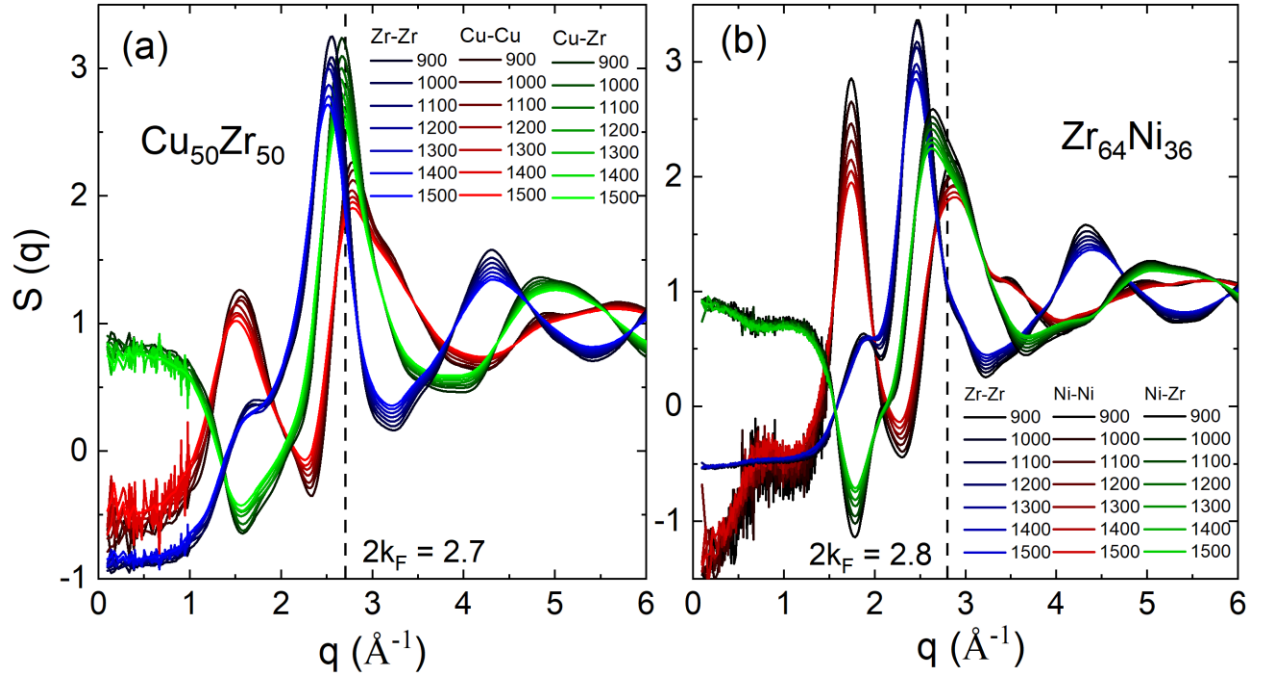 (a)
Zr-Zr Cu-Cu Cu-Zr
900 900 900
1000 1000 1000
1100 1100 1100
1200 1200 1200
1300 1300 1300
1400 1400 1400
1500 1500 1500
Cu50Zr50
2kF = 2.7
S (q)
3
2
1
0
-1
0 1 2 3 4 5 6
q (Å-1)
(b)
Zr64Ni36
Zr-Zr Ni-Ni Ni-Zr
900 900 900
1000 1000 1000
1100 1100 1100
1200 1200 1200
1300 1300 1300
1400 1400 1400
1500 1500 1500
2kF = 2.8
3
2
1
0
-1
0 1 2 3 4 5 6
q (Å-1)